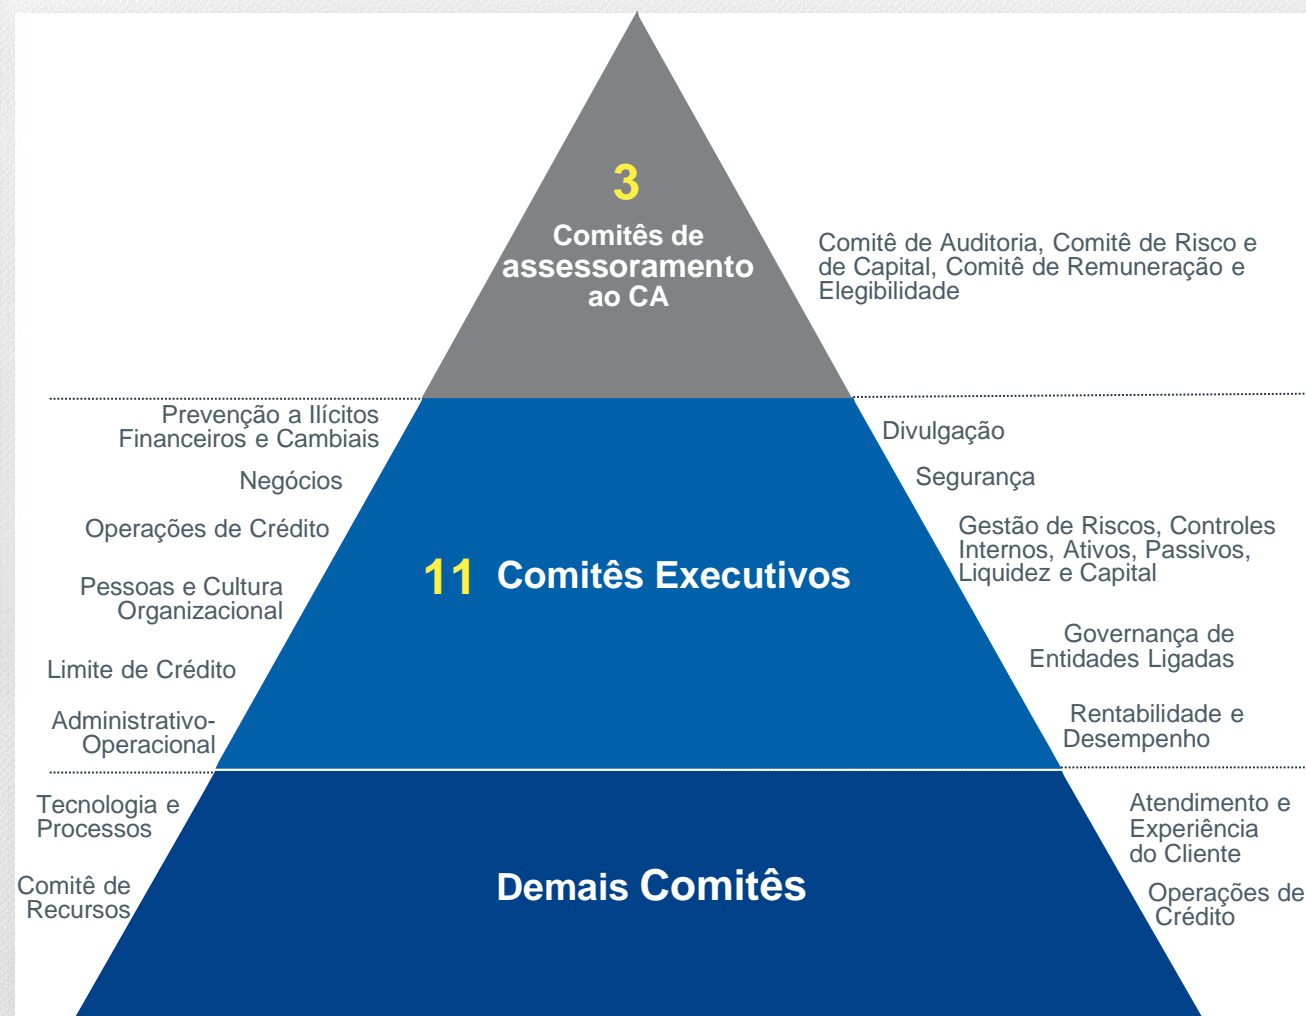 3
Comitês de
assessoramento
ao CA
Comitê de Auditoria, Comitê de Risco e
de Capital, Comitê de Remuneração e
Elegibilidade
Prevenção a Ilícitos
Financeiros e Cambiais
Negócios
Operações de Crédito
Pessoas e Cultura
Organizacional
Limite de Crédito
Administrativo-
Operacional
11 Comitês Executivos
Divulgação
Segurança
Gestão de Riscos, Controles
Internos, Ativos, Passivos,
Liquidez e Capital
Governança de
Entidades Ligadas
Rentabilidade e
Desempenho
Tecnologia e
Processos
Comitê de
Recursos
Demais Comitês
Atendimento e
Experiência
do Cliente
Operações de
Crédito